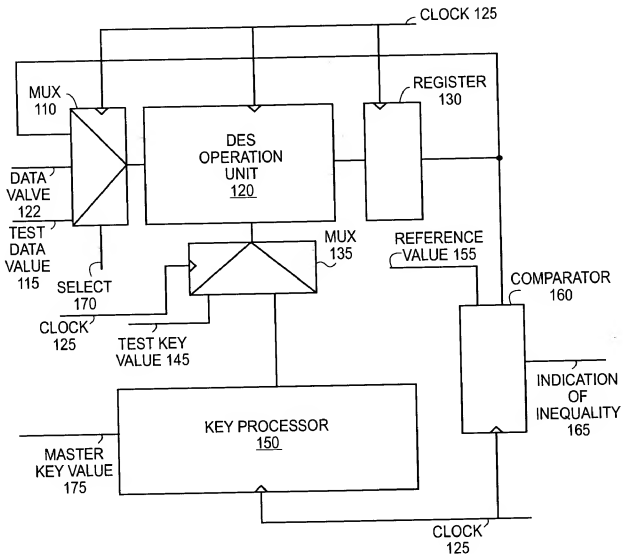 CLOCK 125
MUX
110
REGISTER
130
DES
OPERATION
UNIT
120
DATA
VALVE
122
TEST
DATA
VALUE
115
SELECT
170
MUX
135
REFERENCE
VALUE 155
COMPARATOR
160
CLOCK
125
TEST KEY
VALUE 145
INDICATION
OF
INEQUALITY
165
KEY PROCESSOR
150
MASTER
KEY VALUE
175
CLOCK
125